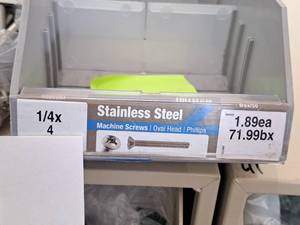 1/4x
4
Stainless Steel
Machine Screws | Oval Head | Phillips
1.89ea
71.99bx